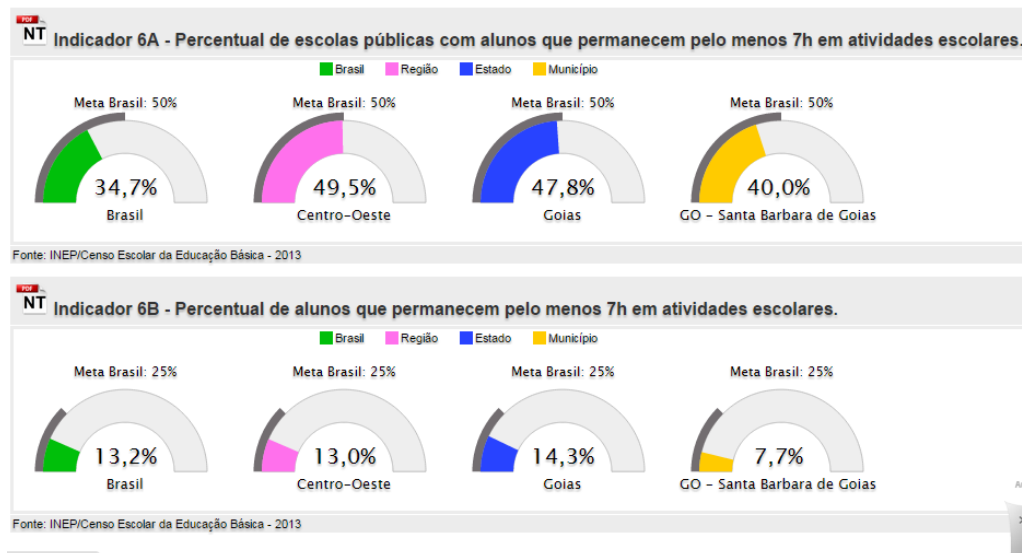 PDF
NT Indicador 6A - Percentual de escolas públicas com alunos que permanecem pelo menos 7h em atividades escolares.
Brasil Região Estado Município
Meta Brasil: 50% Meta Brasil: 50% Meta Brasil: 50% Meta Brasil: 50%
34,7% 49,5% 47,8% 40,0%
Brasil Centro-Oeste Goias GO - Santa Barbara de Goias
Fonte: INEP/Censo Escolar da Educação Básica - 2013
PDF
NT Indicador 6B - Percentual de alunos que permanecem pelo menos 7h em atividades escolares.
Brasil Região Estado Município
Meta Brasil: 25% Meta Brasil: 25% Meta Brasil: 25% Meta Brasil: 25%
13,2% 13,0% 14,3% 7,7%
Brasil Centro-Oeste Goias GO - Santa Barbara de Goias
Fonte: INEP/Censo Escolar da Educação Básica - 2013